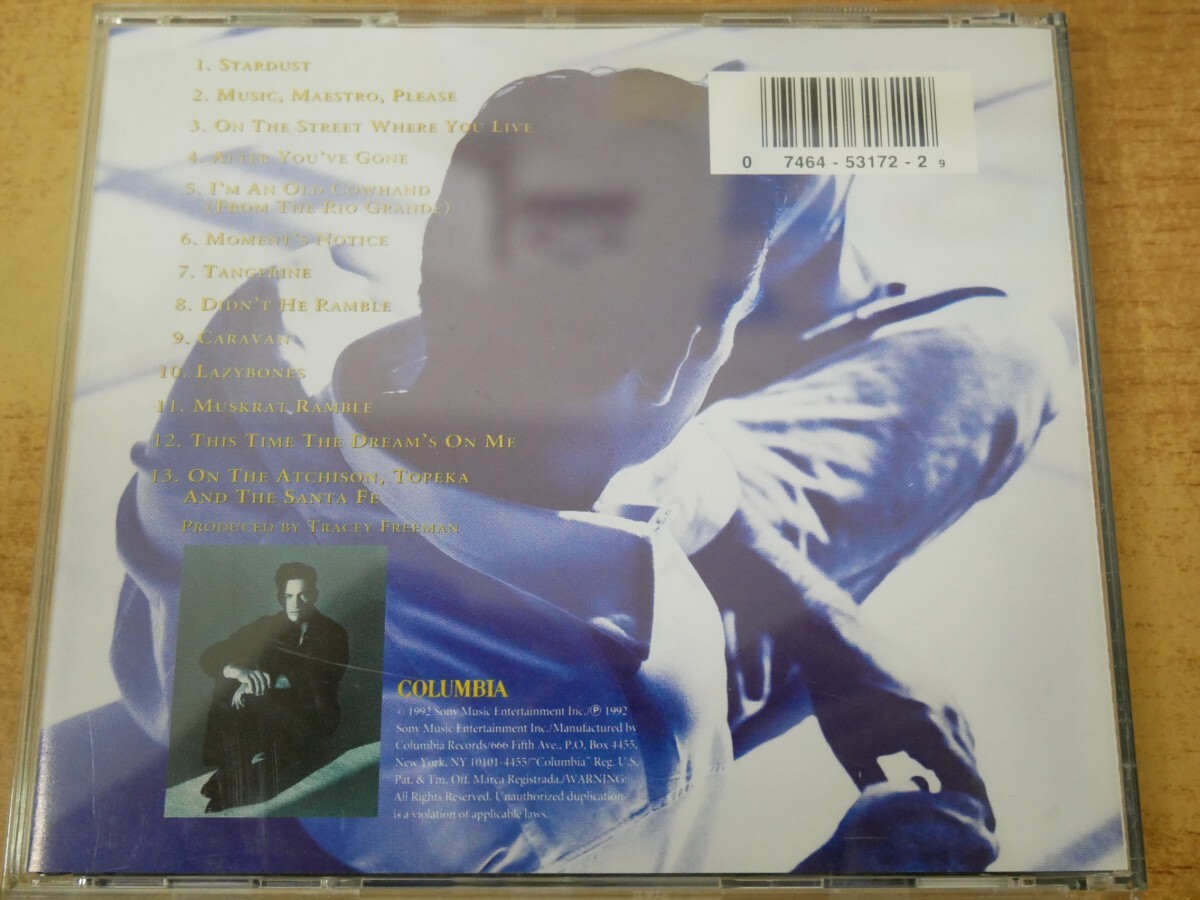 1. STARDUST
2. MUSIC, MAESTRO, PLEASE
3. ON THE STREET WHERE YOU LIVE
4. AFTER YOU'VE GONE
5. I'M AN OLD COWHAND
(FROM THE RIO GRANDE)
6. MOMENT'S NOTICE
7. TANGERINE
8. DIDN'T HE RAMBLE
9. CARAVAN
10. LAZYBONES
11. MUSKRAT RAMBLE
12. THIS TIME THE DREAM'S ON ME
13. ON THE ATCHISON, TOPEKA
AND THE SANTA FE
PRODUCED BY TRACEY FREEMAN
0 7464-53172-2 9
COLUMBIA
© 1992 Sony Music Entertainment Inc./℗ 1992
Sony Music Entertainment Inc./Manufactured by
Columbia Records/666 Fifth Ave., P.O. Box 4455,
New York, NY 10101-4455/"Columbia" Reg. U.S.
Pat. & Tm. Off. Marca Registrada./WARNING:
All Rights Reserved. Unauthorized duplication
is a violation of applicable laws.